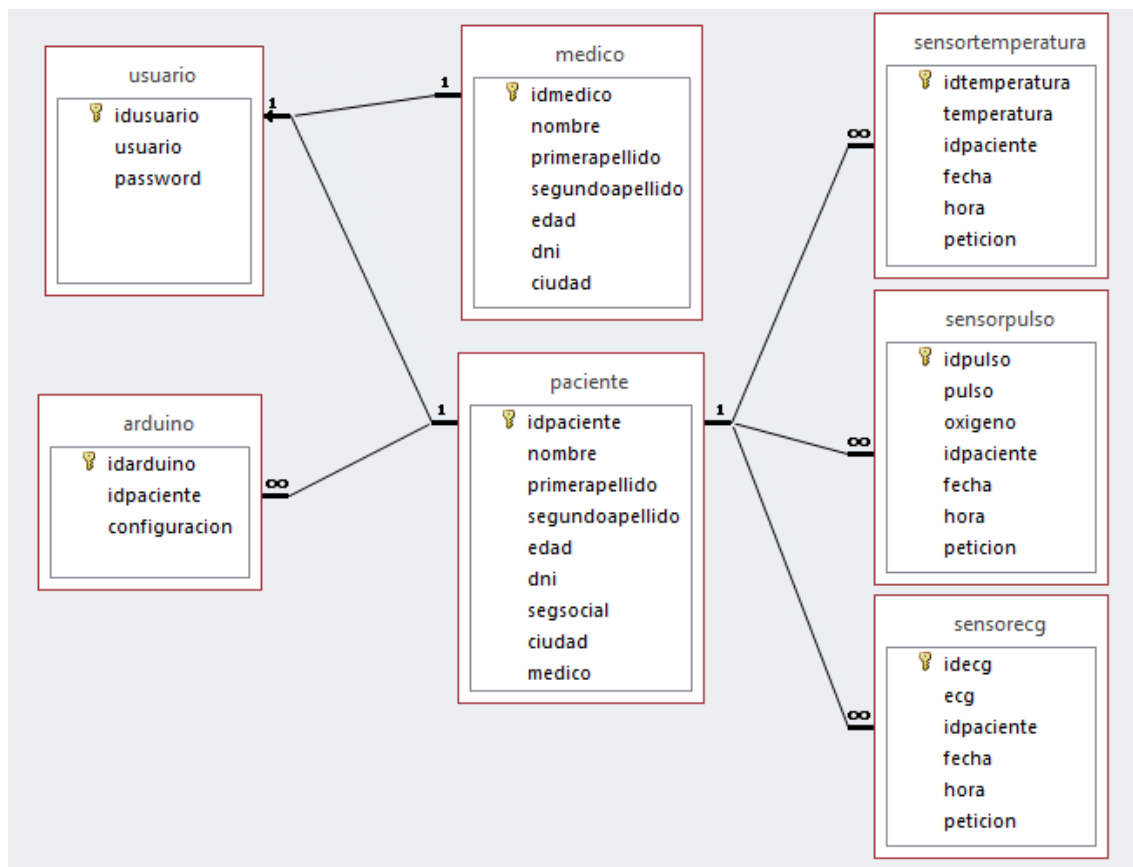 usuario
idusuario
usuario
password
1
medico
idmedico
nombre
primerapellido
segundoapellido
edad
dni
ciudad
1
arduino
idarduino
idpaciente
configuracion
∞
paciente
idpaciente
nombre
primerapellido
segundoapellido
edad
dni
segsocial
ciudad
medico
1
1
sensortemperatura
idtemperatura
temperatura
idpaciente
fecha
hora
peticion
∞
sensorpulso
idpulso
pulso
oxigeno
idpaciente
fecha
hora
peticion
∞
sensorecg
idecg
ecg
idpaciente
fecha
hora
peticion
∞